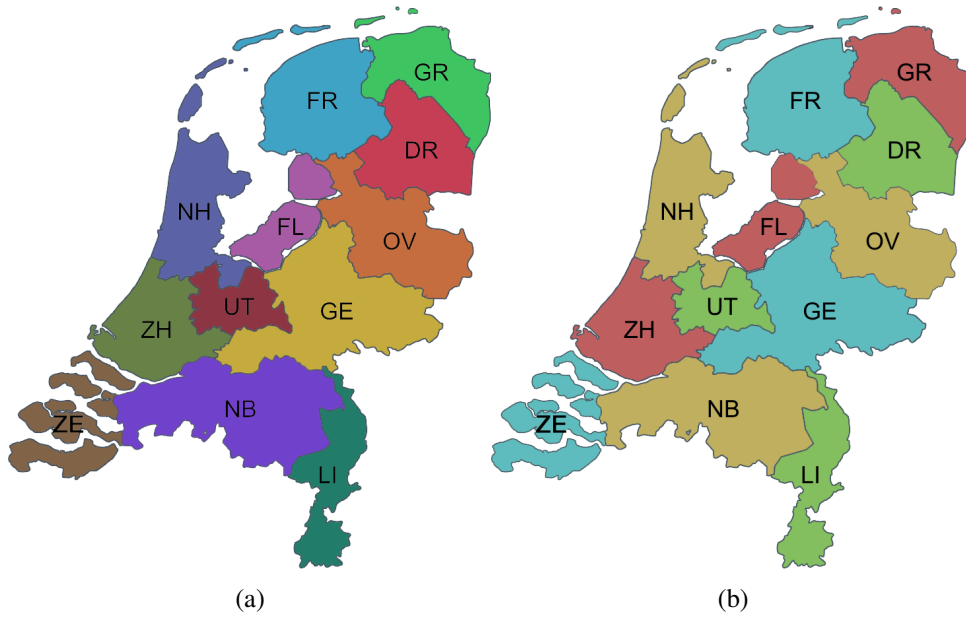 GR
FR
DR
NH
FL
OV
UT
GE
ZH
NB
ZE
LI
(a)
GR
FR
DR
NH
FL
OV
UT
GE
ZH
NB
ZE
LI
(b)